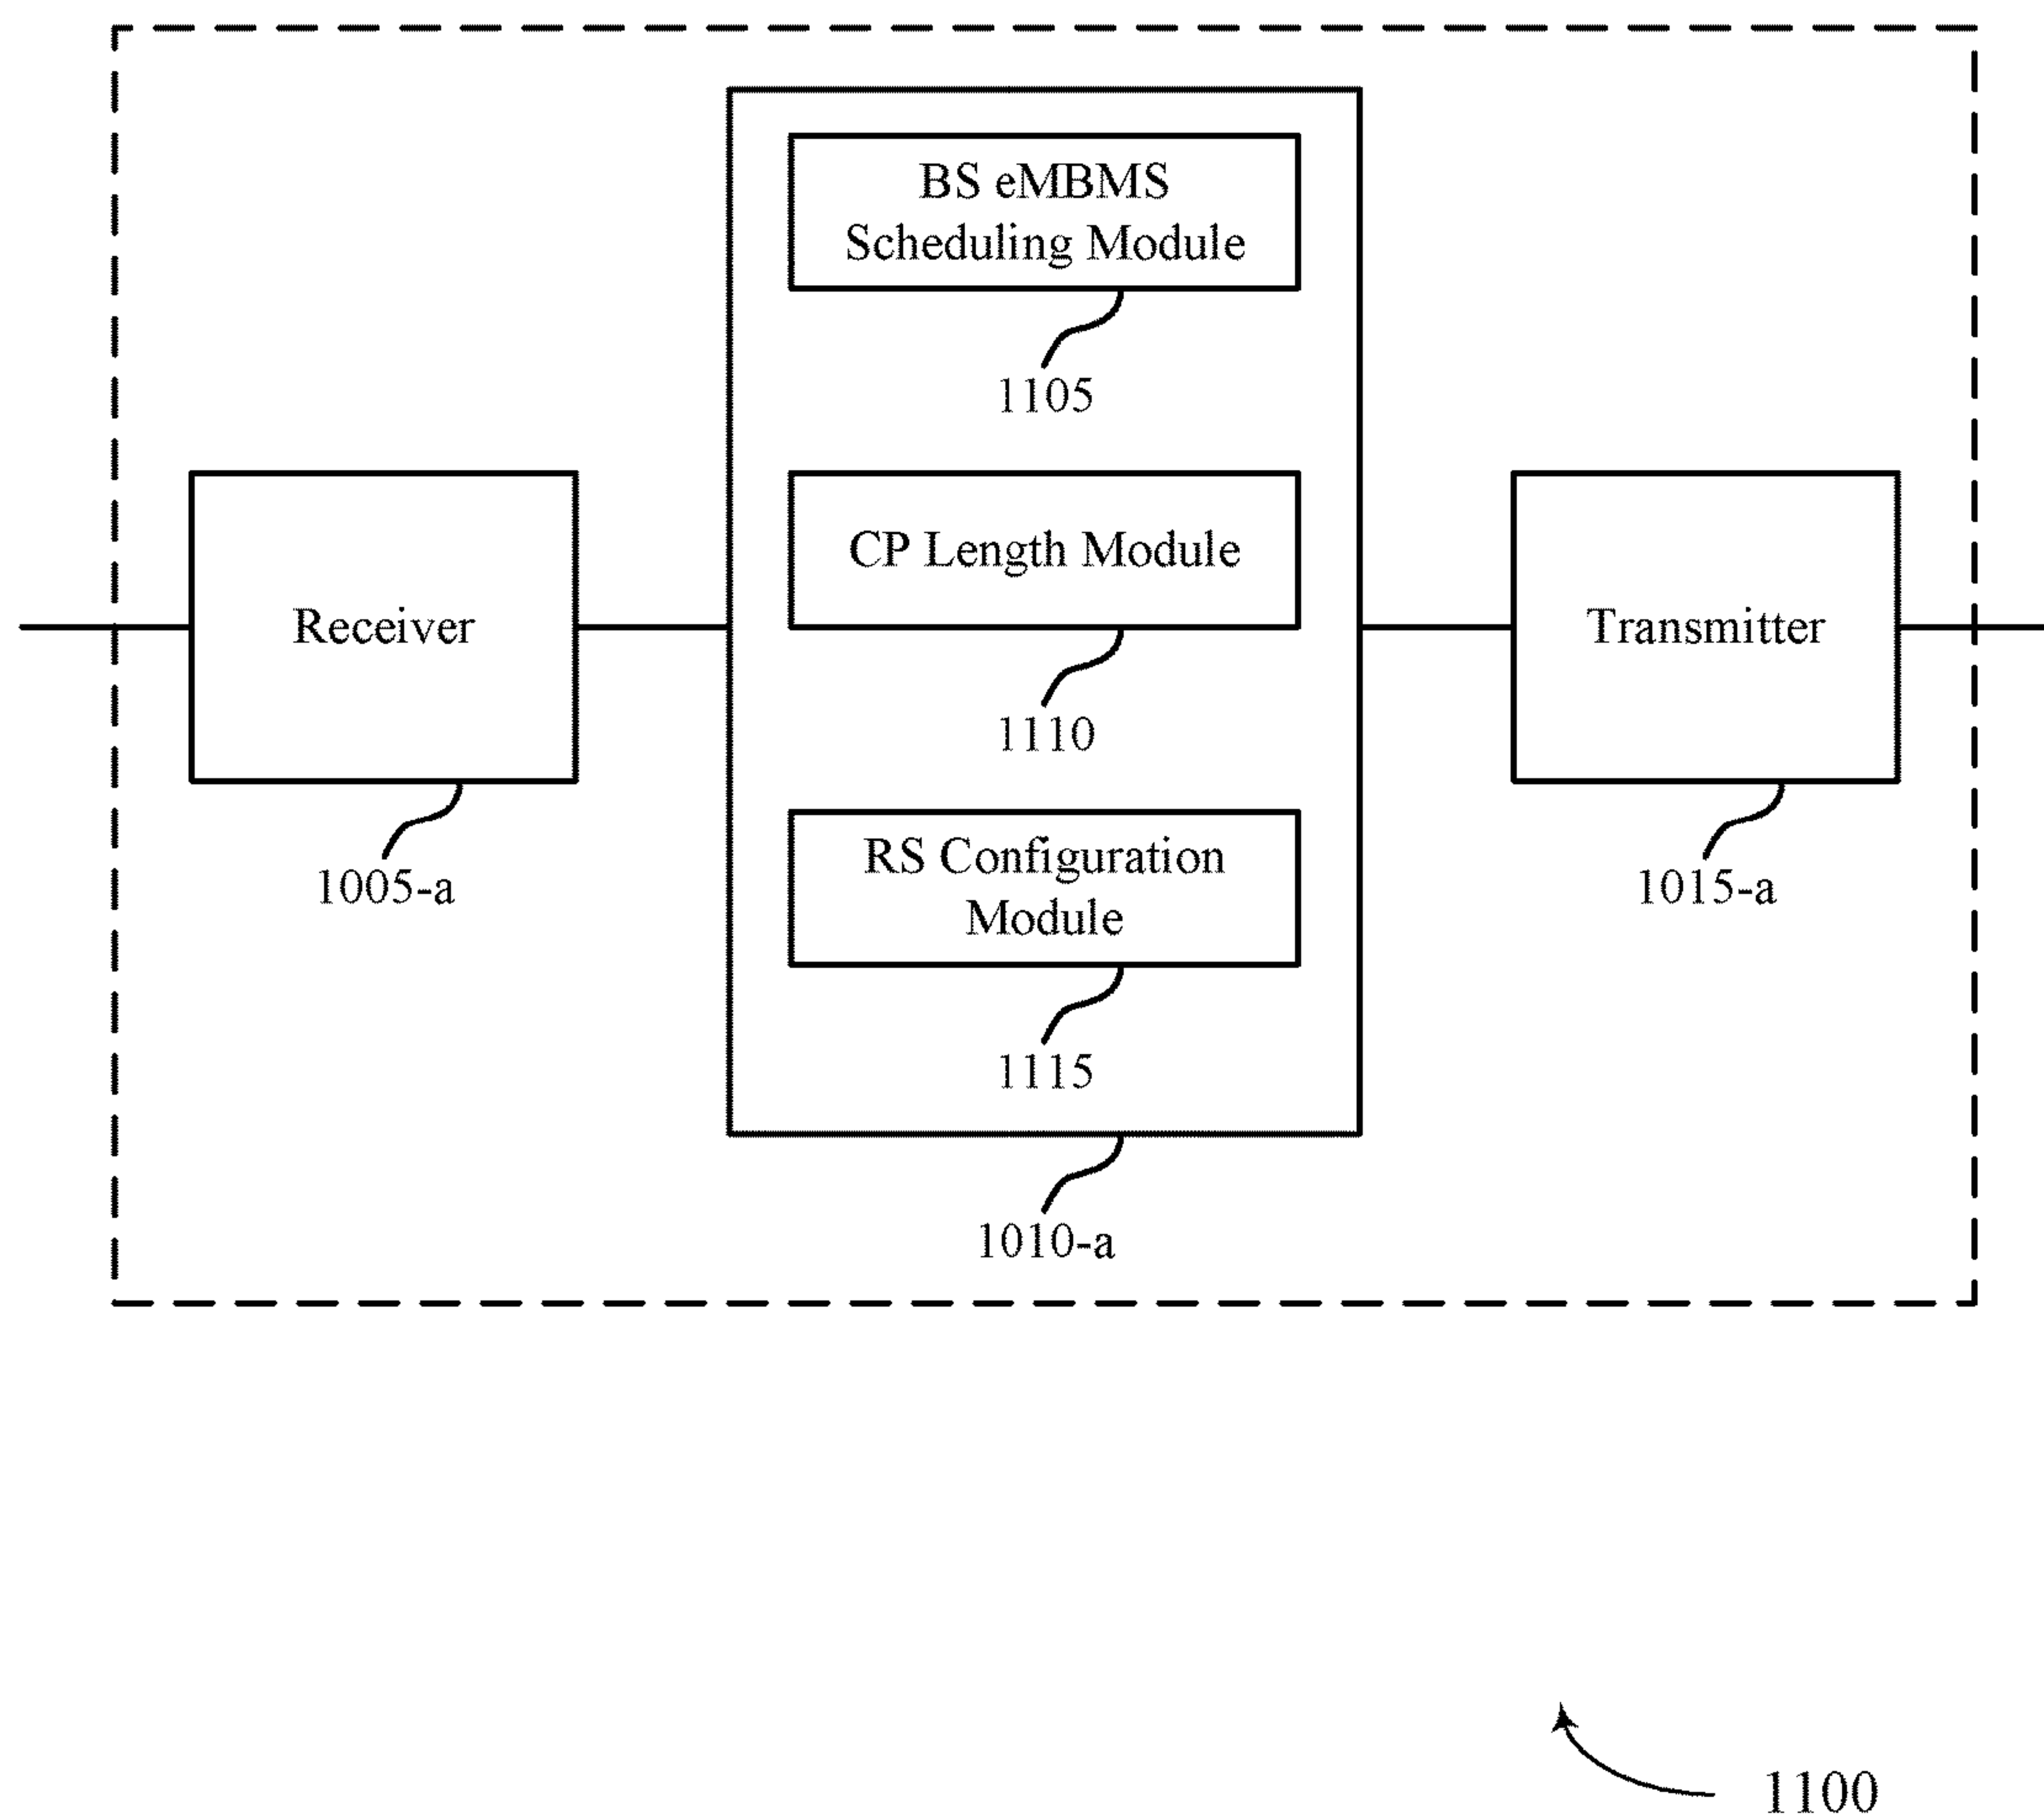 BS eMBMS
Scheduling Module
1105
CP Length Module
1110
Receiver
1005-a
Transmitter
1015-a
RS Configuration
Module
1115
1010-a
1100